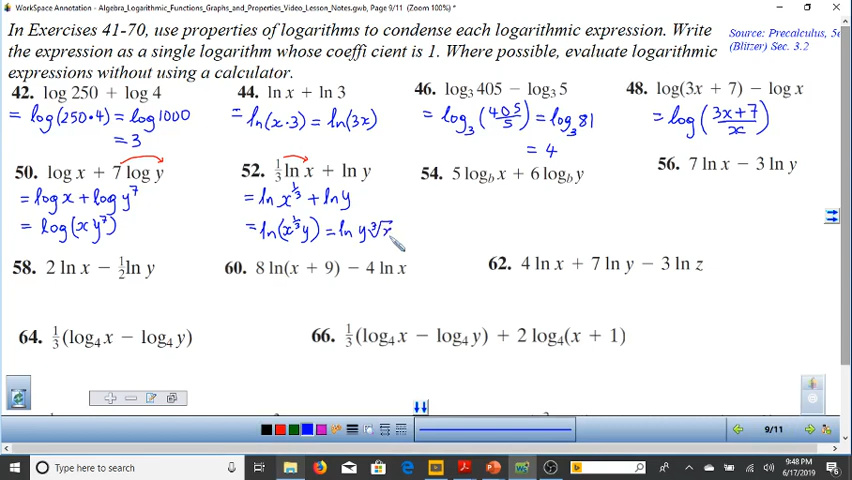 WorkSpace Annotation - Algebra_Logarithmic_Functions_Graphs_and_Properties_Video_Lesson_Notes.gwb, Page 9/11 (Zoom 100%) *
In Exercises 41-70, use properties of logarithms to condense each logarithmic expression. Write
the expression as a single logarithm whose coeffi cient is 1. Where possible, evaluate logarithmic
expressions without using a calculator.
Source: Precalculus, 5e
(Blitzer) Sec. 3.2
42. log 250 + log 4
= log(250·4) = log 1000
= 3
44. ln x + ln 3
= ln(x·3) = ln(3x)
46. log₃ 405 − log₃ 5
= log₃(405/5) = log₃ 81
= 4
48. log(3x + 7) − log x
= log((3x+7)/x)
50. log x + 7 log y
= log x + log y⁷
= log(xy⁷)
52. ⅓ ln x + ln y
= ln x^⅓ + ln y
= ln(x^⅓ y) = ln y ∛x
54. 5 log_b x + 6 log_b y
56. 7 ln x − 3 ln y
58. 2 ln x − ½ ln y
60. 8 ln(x + 9) − 4 ln x
62. 4 ln x + 7 ln y − 3 ln z
64. ⅓(log₄ x − log₄ y)
66. ⅓(log₄ x − log₄ y) + 2 log₄(x + 1)
9/11
Type here to search
9:48 PM
6/17/2019